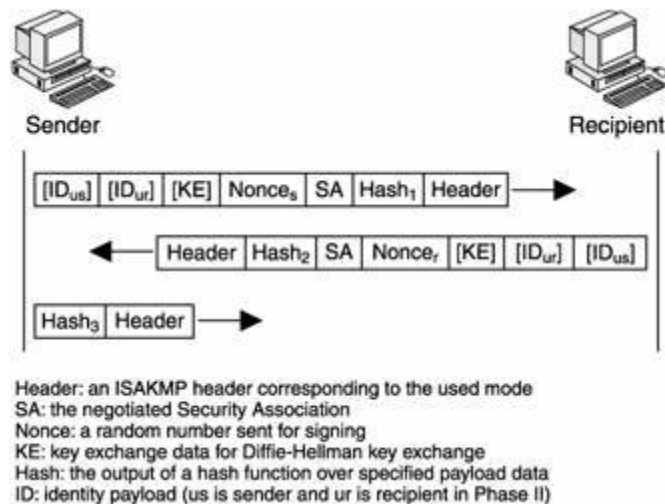 Sender
Recipient
[IDus] [IDur] [KE] Nonces SA Hash1 Header
Header Hash2 SA Noncer [KE] [IDur] [IDus]
Hash3 Header
Header: an ISAKMP header corresponding to the used mode
SA: the negotiated Security Association
Nonce: a random number sent for signing
KE: key exchange data for Diffie-Hellman key exchange
Hash: the output of a hash function over specified payload data
ID: identity payload (us is sender and ur is recipient in Phase II)